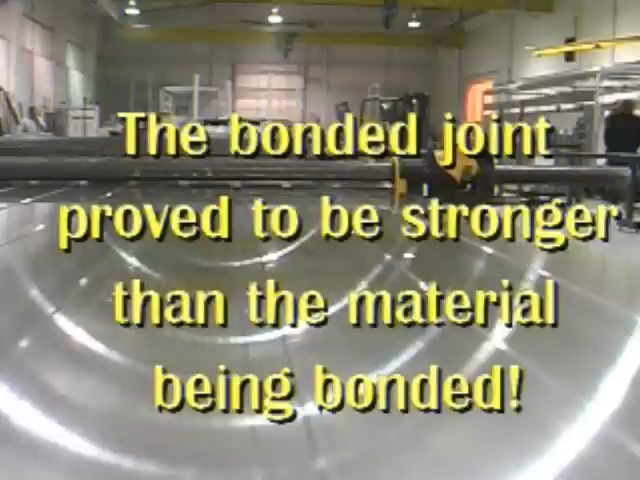 The bonded joint
proved to be stronger
than the material
being bonded!